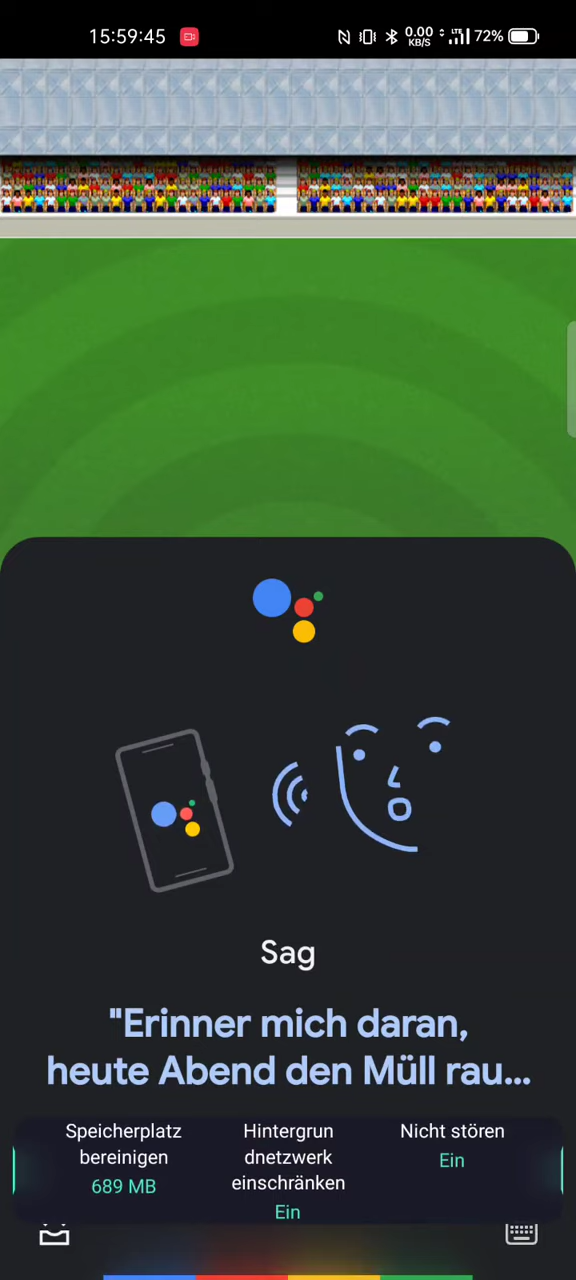 15:59:45 0.00 KB/S LTE 72%
Sag
"Erinner mich daran,
heute Abend den Müll rau...
Speicherplatz
bereinigen
689 MB
Hintergrun
dnetzwerk
einschränken
Ein
Nicht stören
Ein